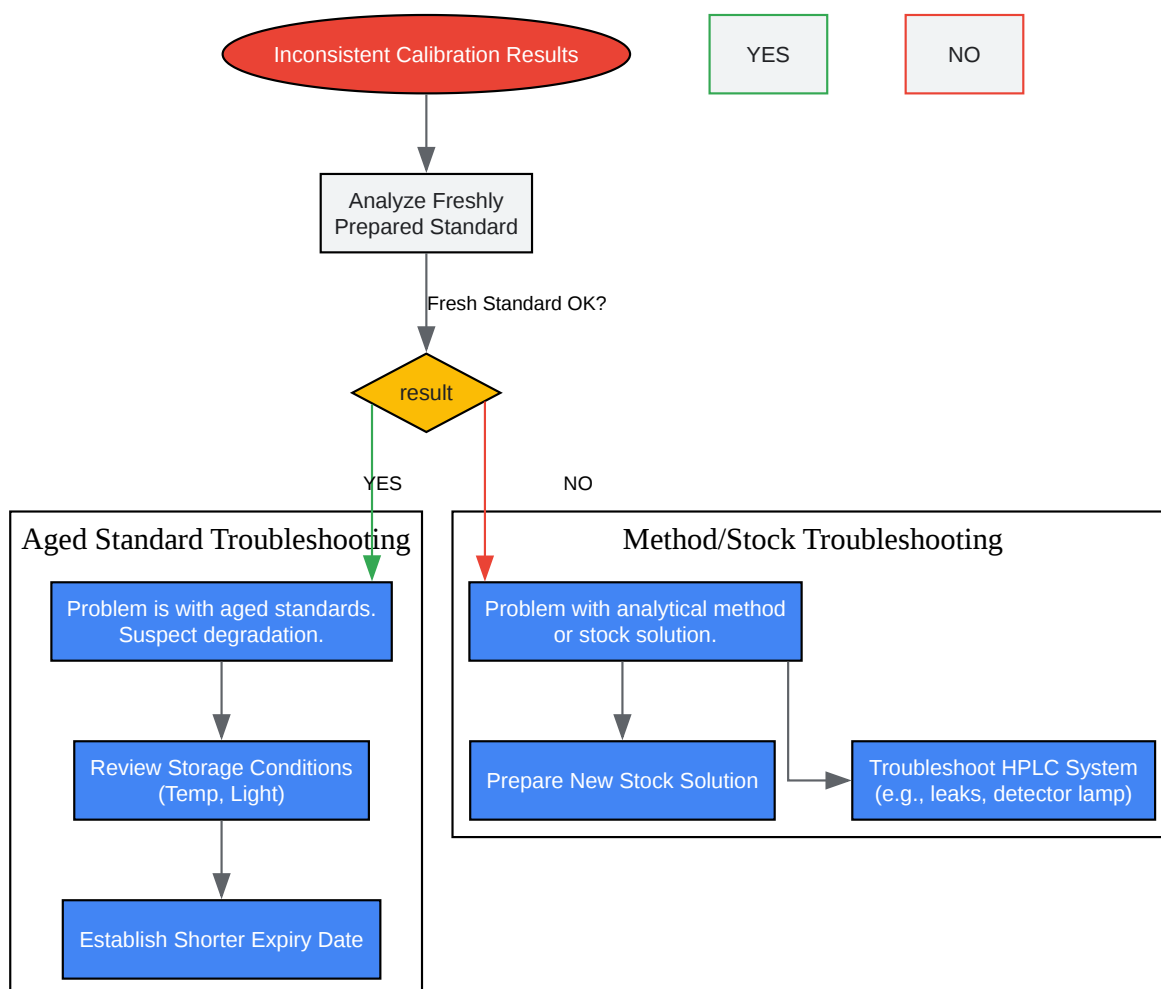 Inconsistent Calibration Results
YES
NO
Analyze Freshly
Prepared Standard
Fresh Standard OK?
result
YES
NO
Aged Standard Troubleshooting
Method/Stock Troubleshooting
Problem is with aged standards.
Suspect degradation.
Problem with analytical method
or stock solution.
Review Storage Conditions
(Temp, Light)
Prepare New Stock Solution
Troubleshoot HPLC System
(e.g., leaks, detector lamp)
Establish Shorter Expiry Date